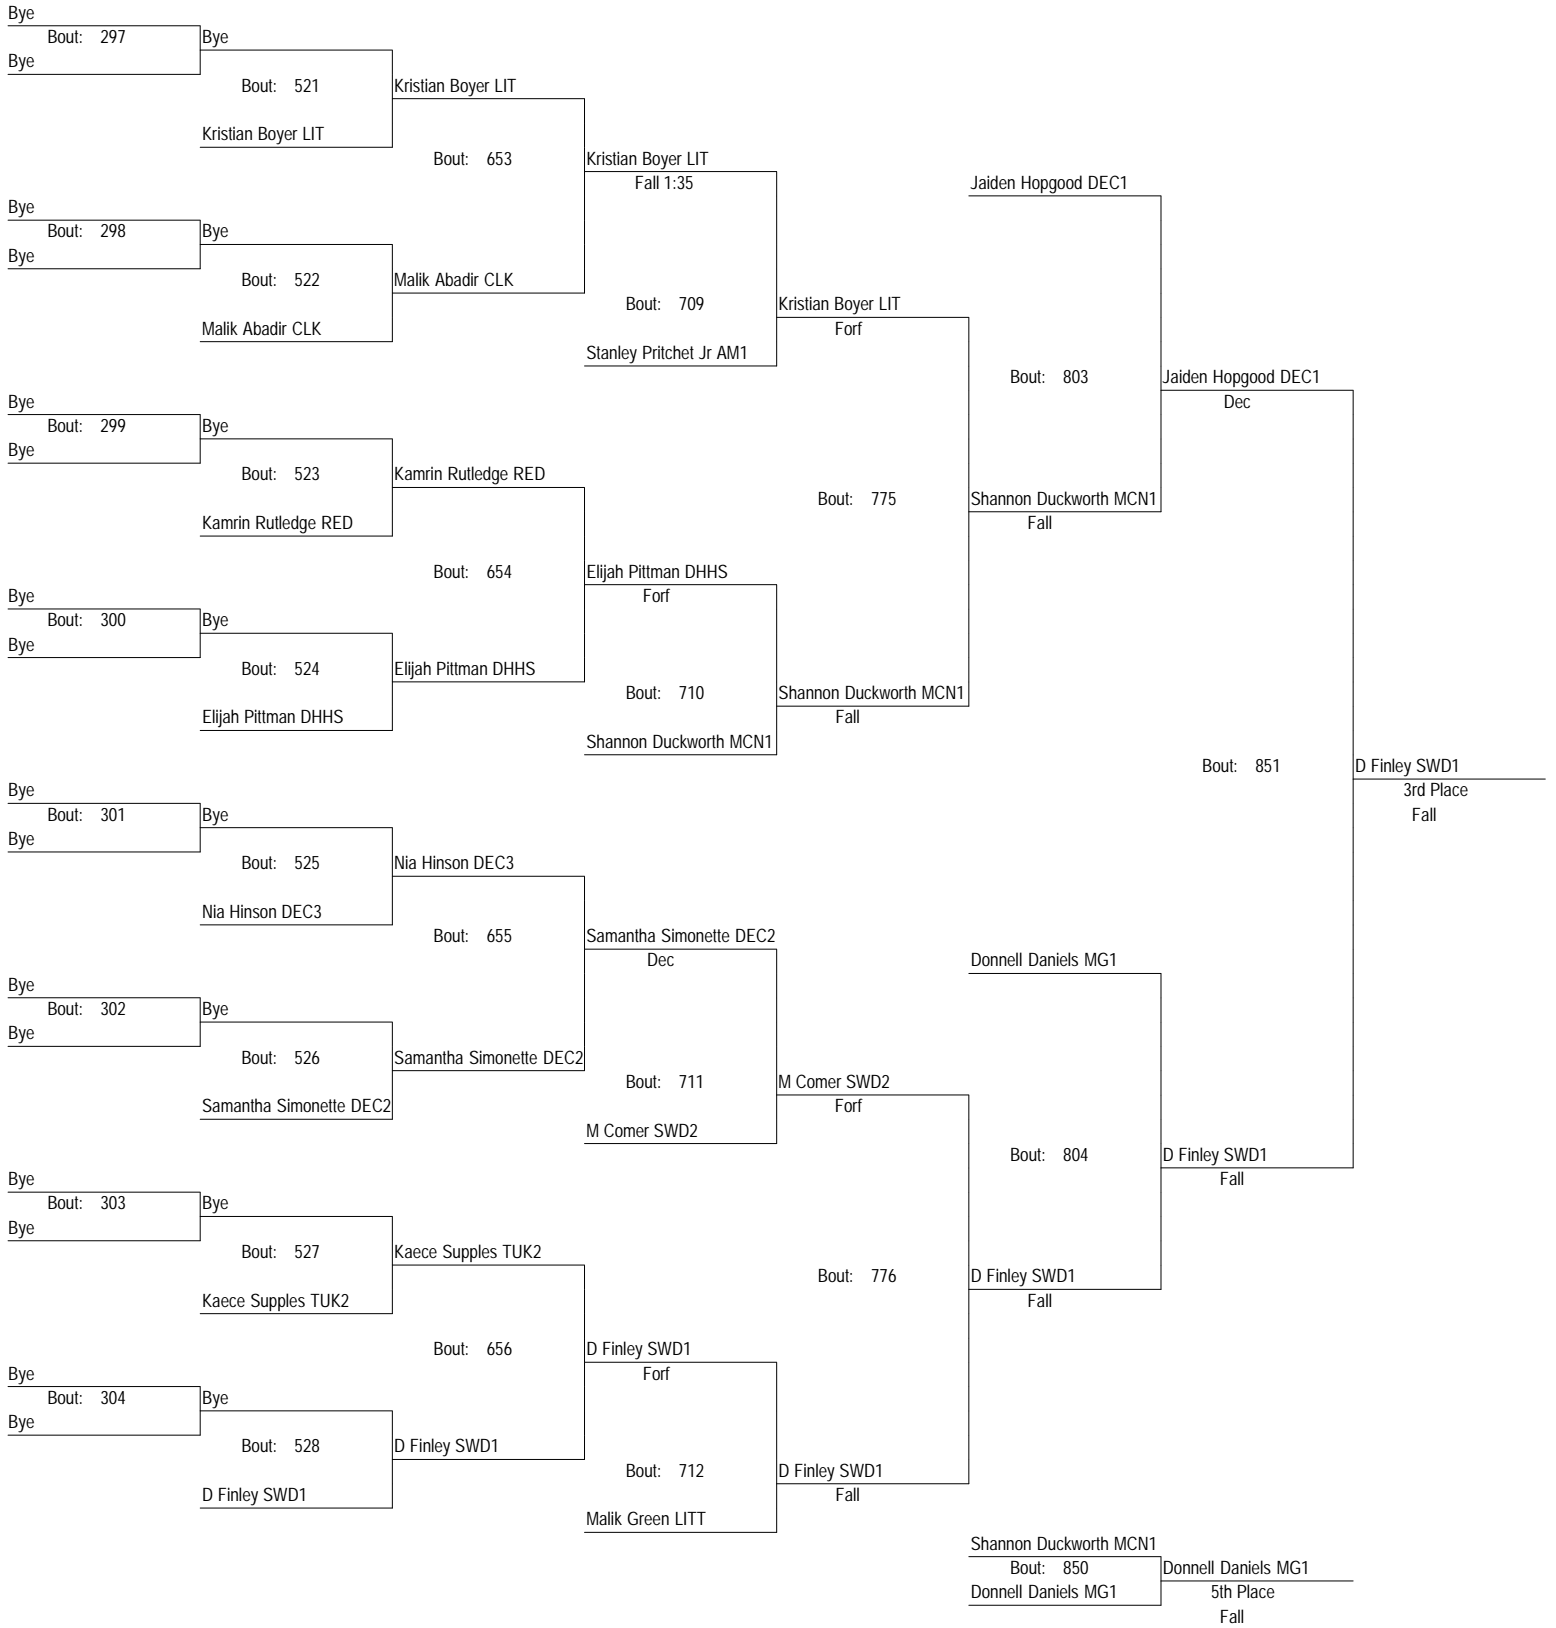 Bye
Bout: 297
Bye
Bye
Bout: 521
Kristian Boyer LIT
Kristian Boyer LIT
Bout: 653
Kristian Boyer LIT
Fall 1:35
Jaiden Hopgood DEC1
Bye
Bout: 298
Bye
Bye
Bout: 522
Malik Abadir CLK
Malik Abadir CLK
Bout: 709
Kristian Boyer LIT
Forf
Stanley Pritchet Jr AM1
Bout: 803
Jaiden Hopgood DEC1
Dec
Bye
Bout: 299
Bye
Bye
Bout: 523
Kamrin Rutledge RED
Kamrin Rutledge RED
Bout: 775
Shannon Duckworth MCN1
Fall
Bout: 654
Elijah Pittman DHHS
Forf
Bye
Bout: 300
Bye
Bye
Bout: 524
Elijah Pittman DHHS
Elijah Pittman DHHS
Bout: 710
Shannon Duckworth MCN1
Fall
Shannon Duckworth MCN1
Bout: 851
D Finley SWD1
3rd Place
Fall
Bye
Bout: 301
Bye
Bye
Bout: 525
Nia Hinson DEC3
Nia Hinson DEC3
Bout: 655
Samantha Simonette DEC2
Dec
Donnell Daniels MG1
Bye
Bout: 302
Bye
Bye
Bout: 526
Samantha Simonette DEC2
Samantha Simonette DEC2
Bout: 711
M Comer SWD2
Forf
M Comer SWD2
Bout: 804
D Finley SWD1
Fall
Bye
Bout: 303
Bye
Bye
Bout: 527
Kaece Supples TUK2
Kaece Supples TUK2
Bout: 776
D Finley SWD1
Fall
Bout: 656
D Finley SWD1
Forf
Bye
Bout: 304
Bye
Bye
Bout: 528
D Finley SWD1
D Finley SWD1
Bout: 712
D Finley SWD1
Fall
Malik Green LITT
Shannon Duckworth MCN1
Bout: 850
Donnell Daniels MG1
Donnell Daniels MG1
5th Place
Fall